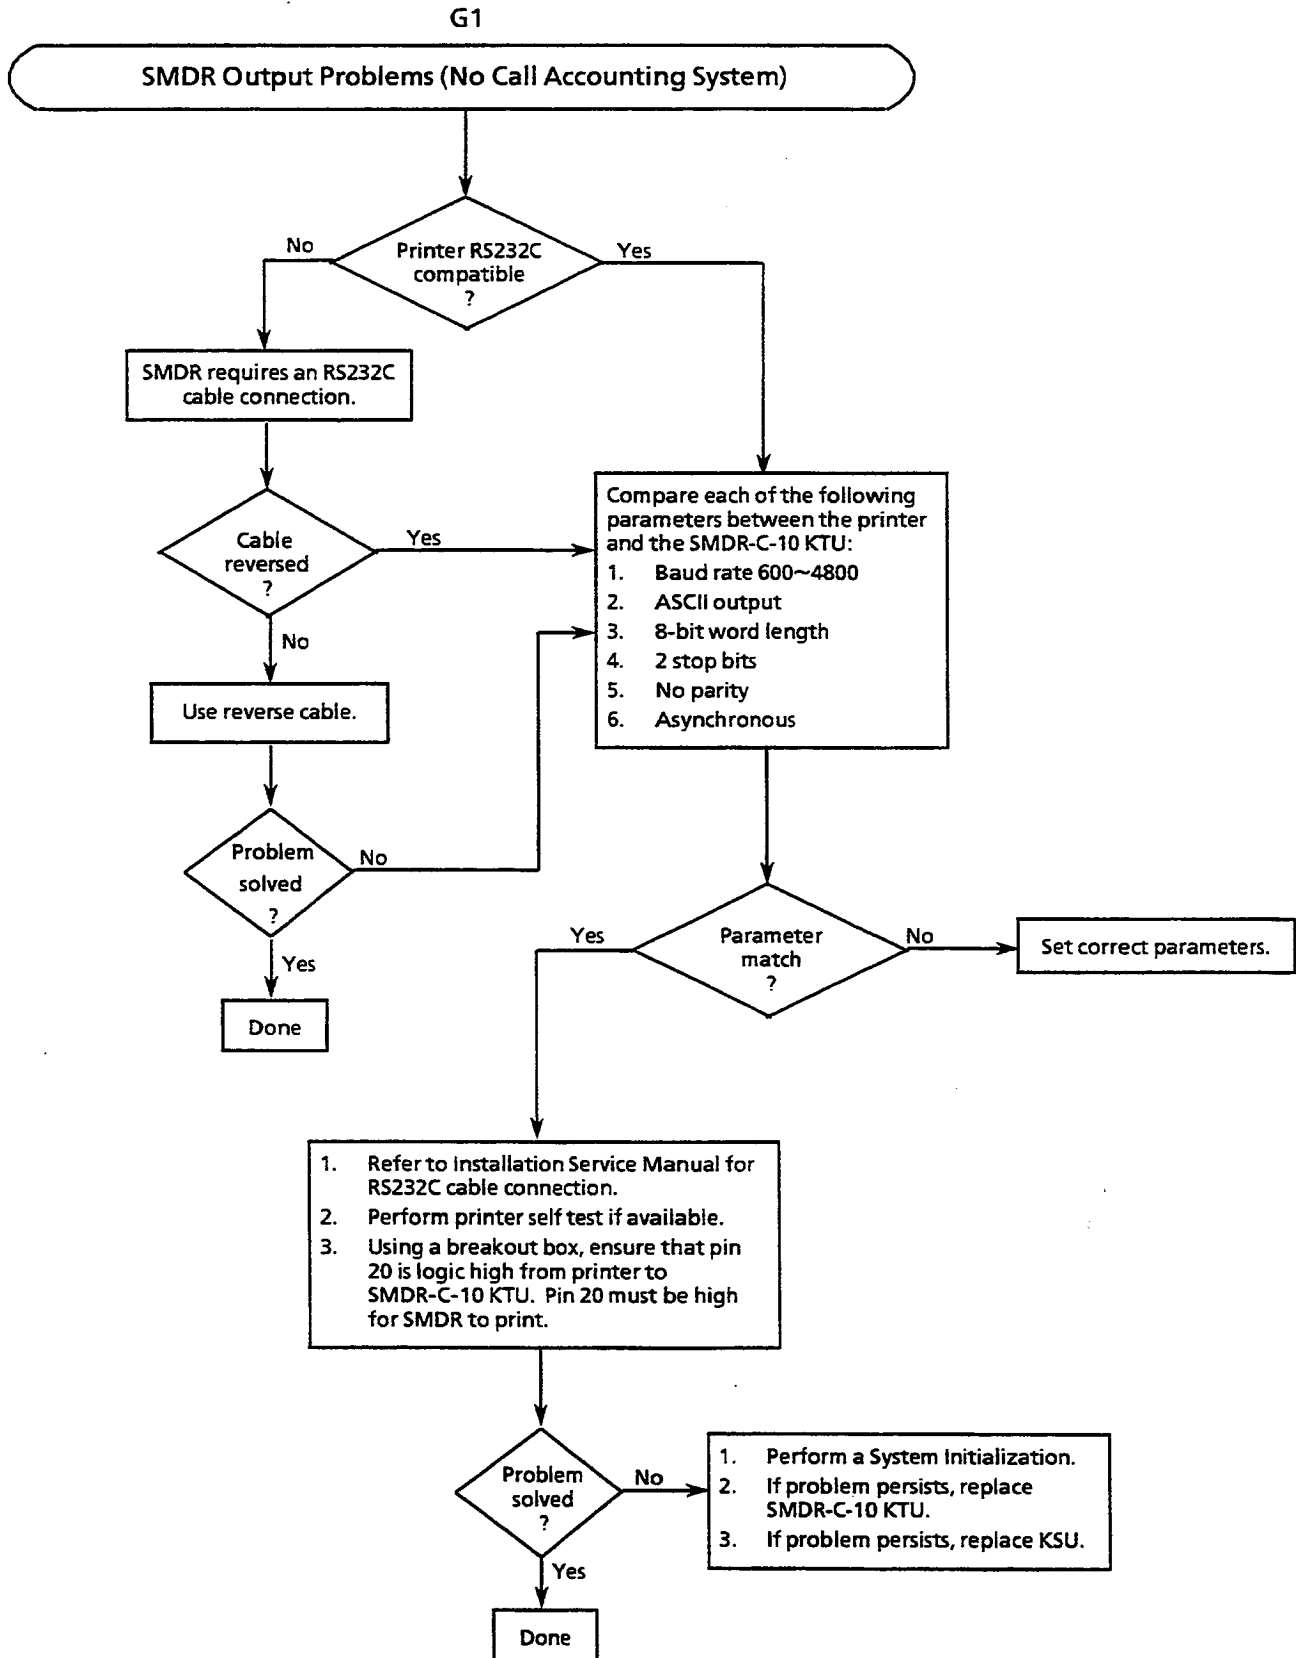 G1
SMDR Output Problems (No Call Accounting System)
No
Printer RS232C
compatible
?
Yes
SMDR requires an RS232C
cable connection.
Cable
reversed
?
Yes
No
Compare each of the following
parameters between the printer
and the SMDR-C-10 KTU:
1. Baud rate 600~4800
2. ASCII output
3. 8-bit word length
4. 2 stop bits
5. No parity
6. Asynchronous
Use reverse cable.
Problem
solved
?
No
Yes
Done
Yes
Parameter
match
?
No
Set correct parameters.
1. Refer to Installation Service Manual for
RS232C cable connection.
2. Perform printer self test if available.
3. Using a breakout box, ensure that pin
20 is logic high from printer to
SMDR-C-10 KTU. Pin 20 must be high
for SMDR to print.
Problem
solved
?
No
Yes
1. Perform a System Initialization.
2. If problem persists, replace
SMDR-C-10 KTU.
3. If problem persists, replace KSU.
Done